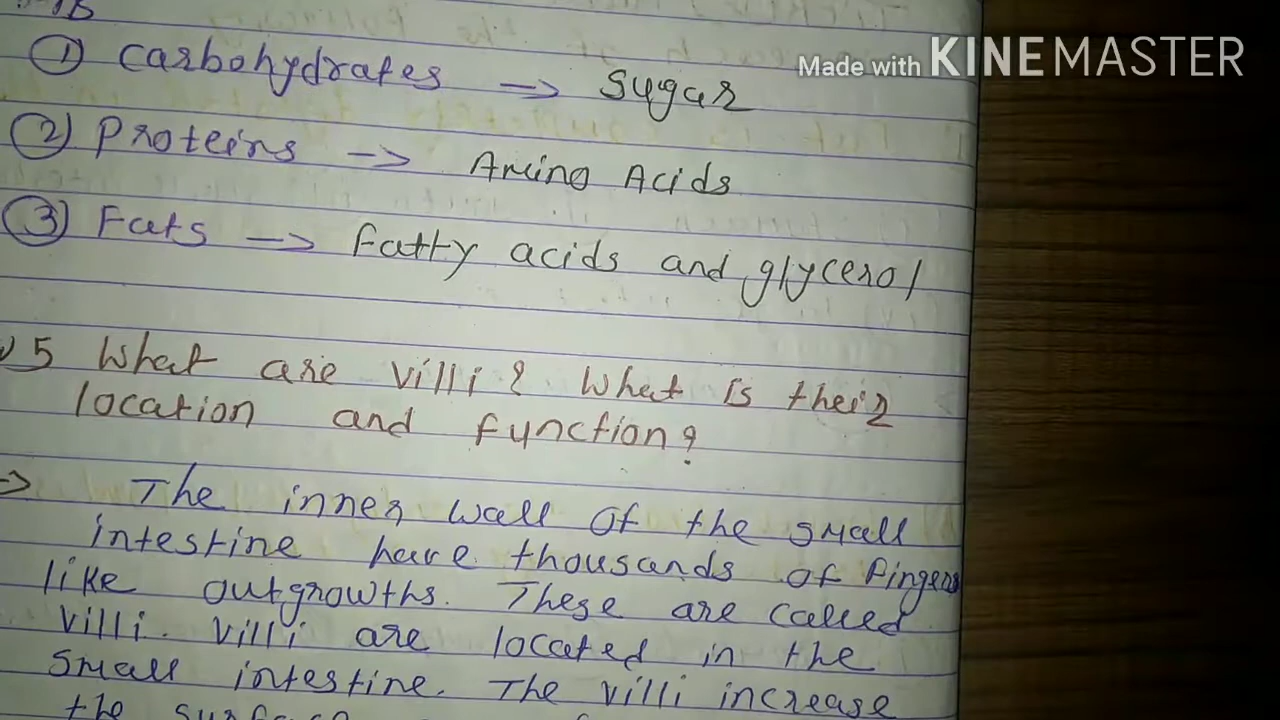 Made with KINEMASTER
① Carbohydrates -> Sugar
② Proteins -> Amino Acids
③ Fats -> Fatty acids and glycerol
5 What are villi? What is their
location and function?
-> The inner wall of the small
intestine have thousands of fingers
like outgrowths. These are called
villi. Villi are located in the
small intestine. The villi increase
the surface